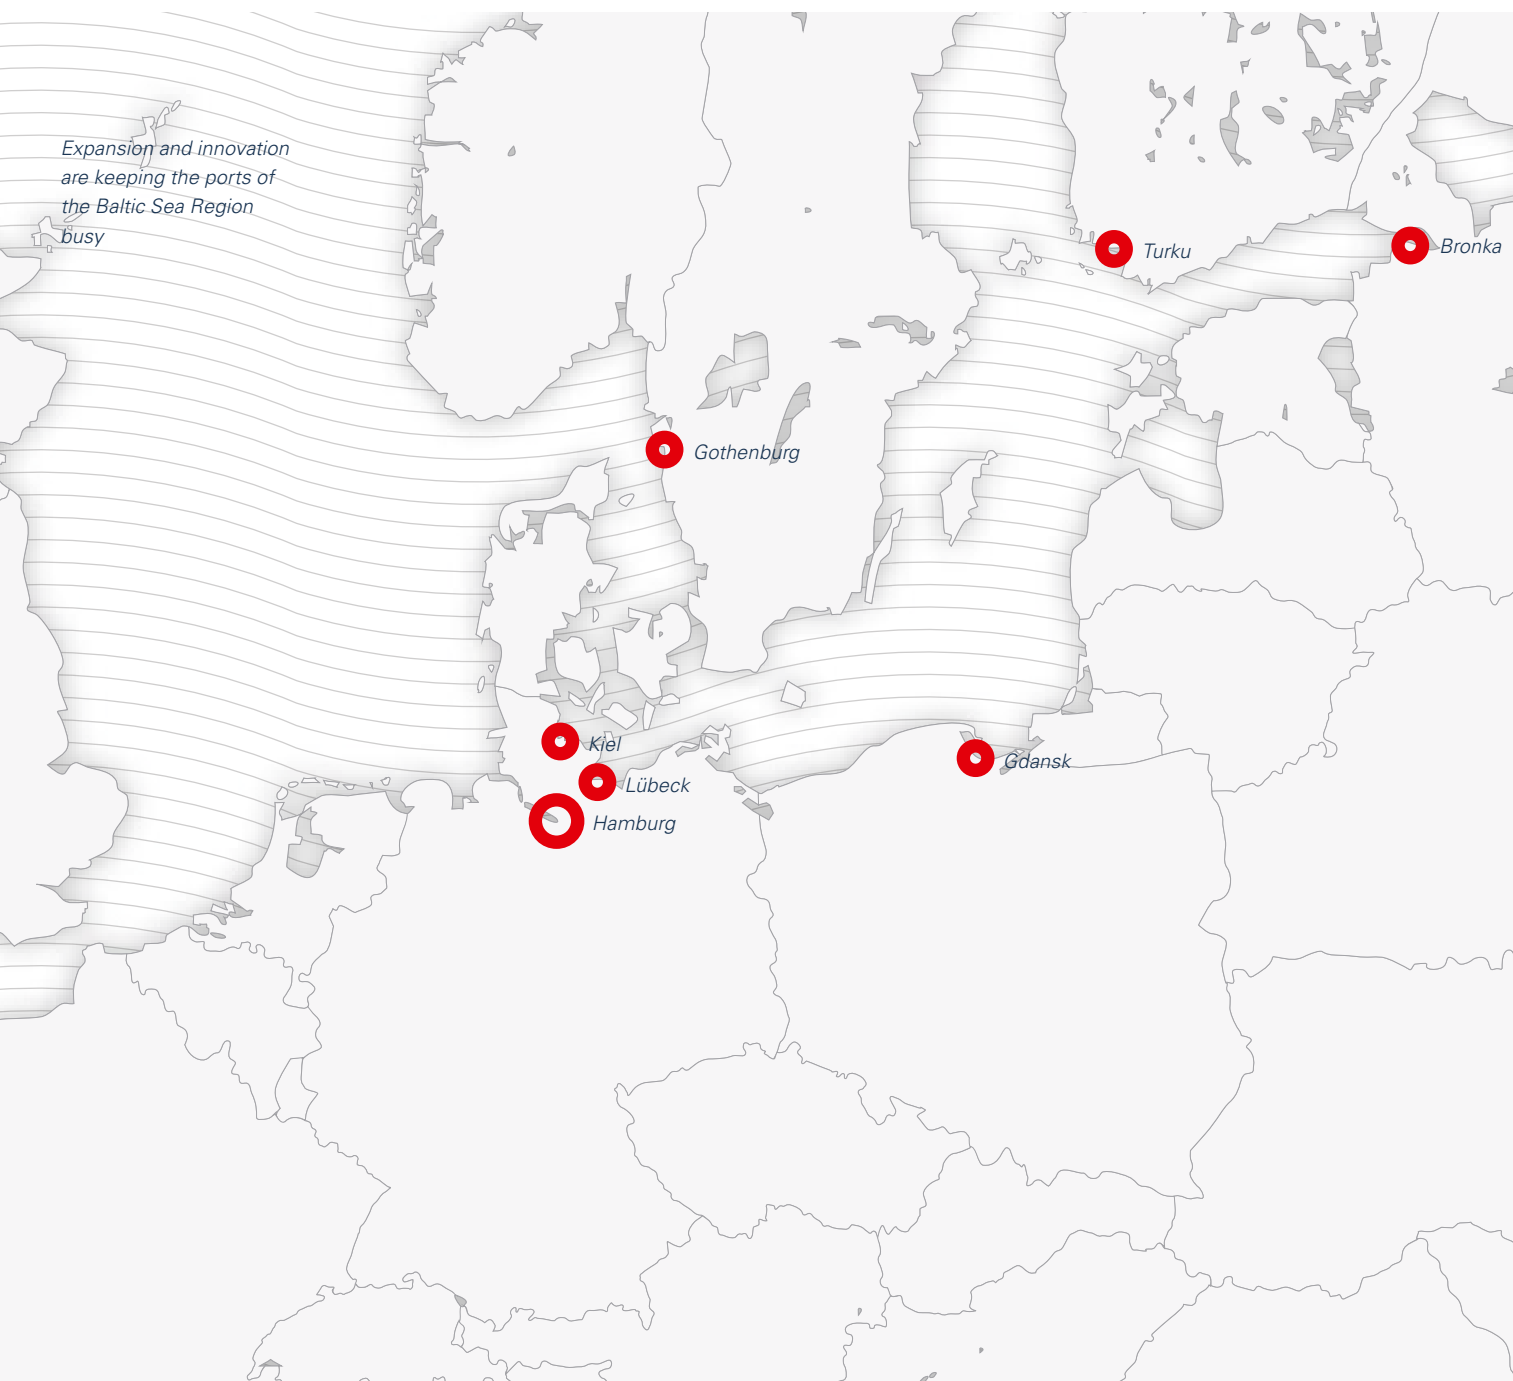 Expansion and innovation
are keeping the ports of
the Baltic Sea Region
busy
Turku
Bronka
Gothenburg
Kiel
Gdansk
Lübeck
Hamburg